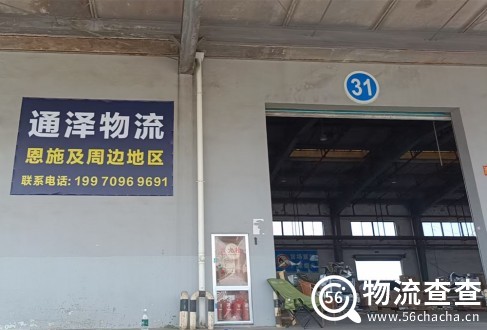 通泽物流
恩施及周边地区
联系电话: 199 7096 9691
31
56
物流查查
www.56chacha.cn